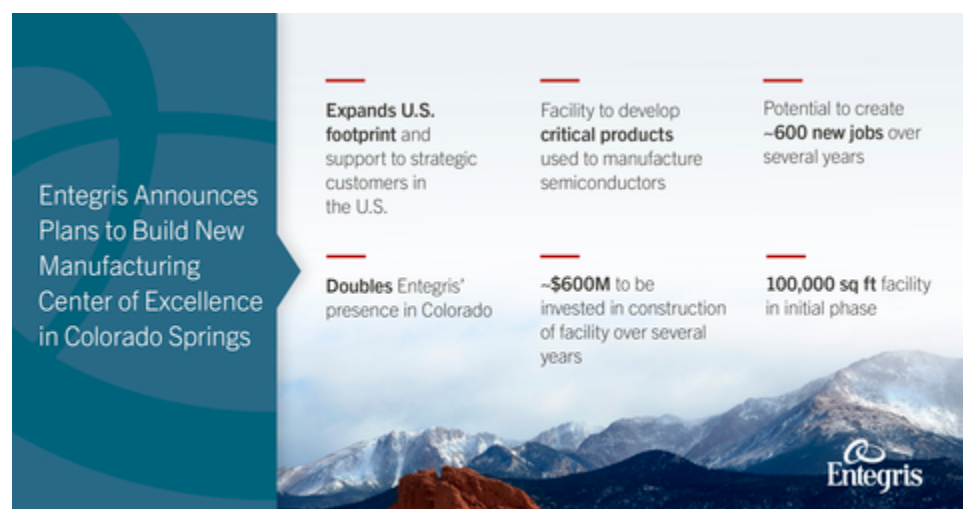 Entegris Announces
Plans to Build New
Manufacturing
Center of Excellence
in Colorado Springs
Expands U.S.
footprint and
support to strategic
customers in
the U.S.
Facility to develop
critical products
used to manufacture
semiconductors
Potential to create
~600 new jobs over
several years
Doubles Entegris'
presence in Colorado
~$600M to be
invested in construction
of facility over several
years
100,000 sq ft facility
in initial phase
Entegris